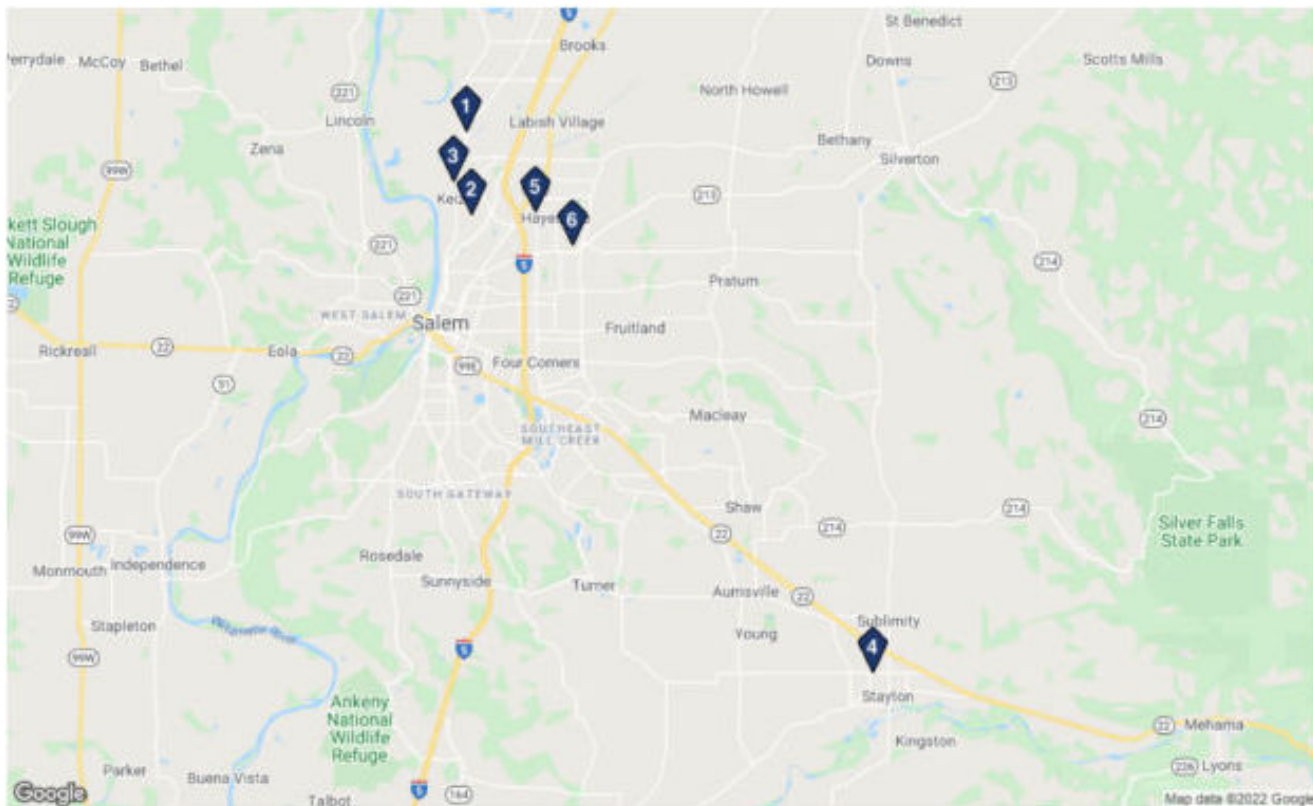 5
St Benedict
Brooks
Perrydale
McCoy
Bethel
Downs
Scotts Mills
213
221
North Howell
1
Lincoln
Labish Village
Zena
Bethany
3
Silverton
99W
2
5
213
Hayes
6
kett Slough
National
Wildlife
Refuge
221
5
214
Pratum
221
WEST SALEM
Salem
Fruitland
Rickreall
22
Eola
22
99E
Four Corners
51
Macleay
214
SOUTHEAST
MILL CREEK
SOUTH GATEWAY
Shaw
214
214
Silver Falls
State Park
99W
22
Rosedale
Monmouth
Independence
Sunnyside
Turner
Aumsville
22
Stapleton
Willamette River
Young
Sublimity
5
4
99W
Stayton
Ankeny
National
Wildlife
Refuge
22
Mehama
Kingston
226
Lyons
Parker
Buena Vista
5
164
Google
Talbot
Map data ©2022 Google